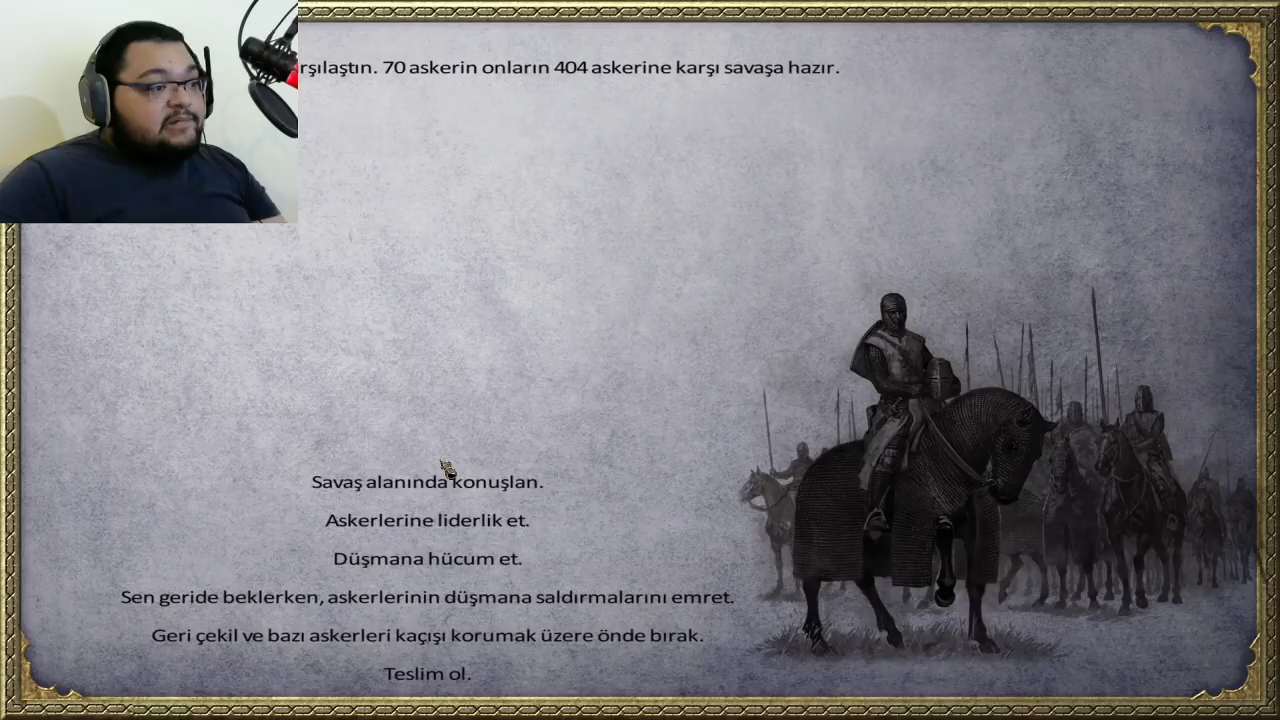 70 askerin onların 404 askerine karşı savaşa hazır.
Savaş alanında konuşlan.
Askerlerine liderlik et.
Düşmana hücum et.
Sen geride beklerken, askerlerinin düşmana saldırmalarını emret.
Geri çekil ve bazı askerleri kaçışı korumak üzere önde bırak.
Teslim ol.